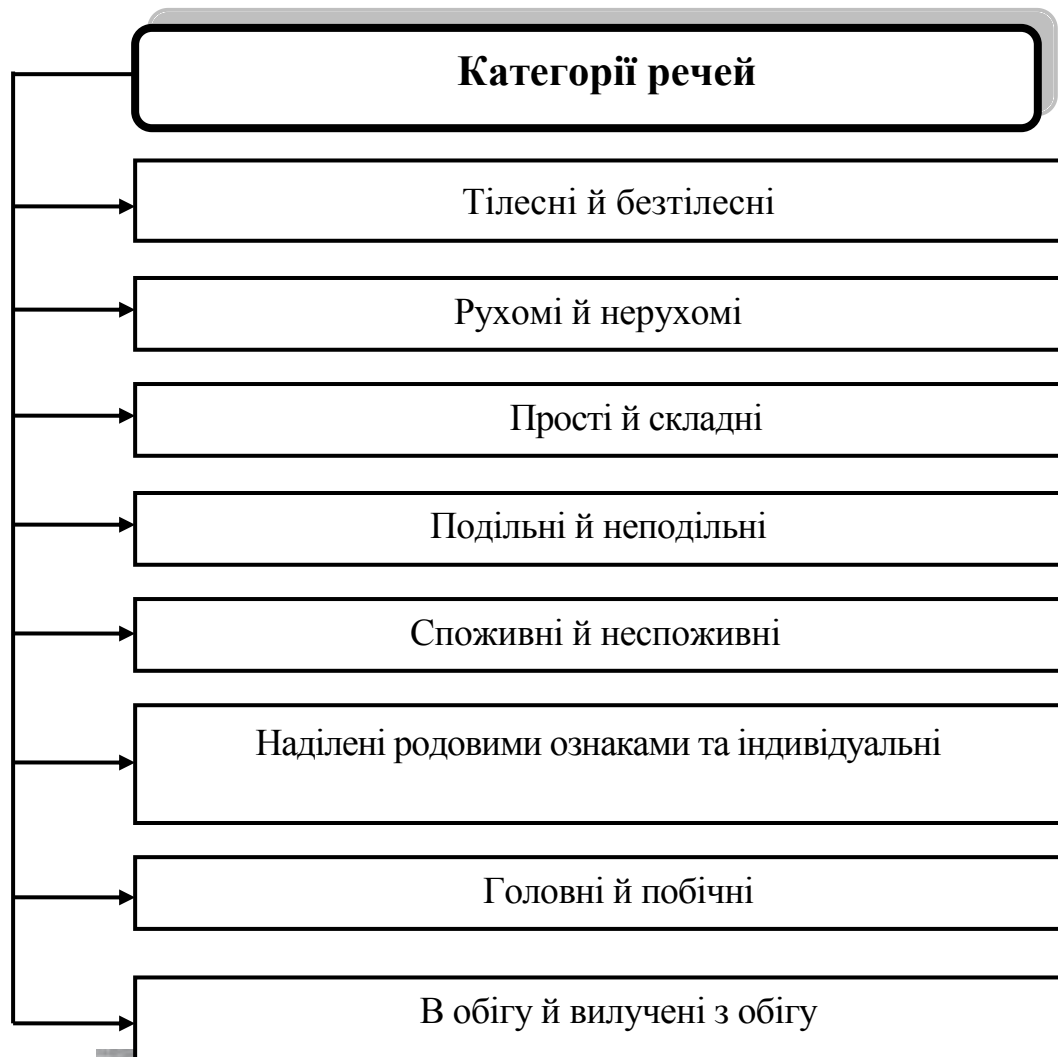 Категорії речей
Тілесні й безтілесні
Рухомі й нерухомі
Прості й складні
Подільні й неподільні
Споживні й неспоживні
Наділені родовими ознаками та індивідуальні
Головні й побічні
В обігу й вилучені з обігу